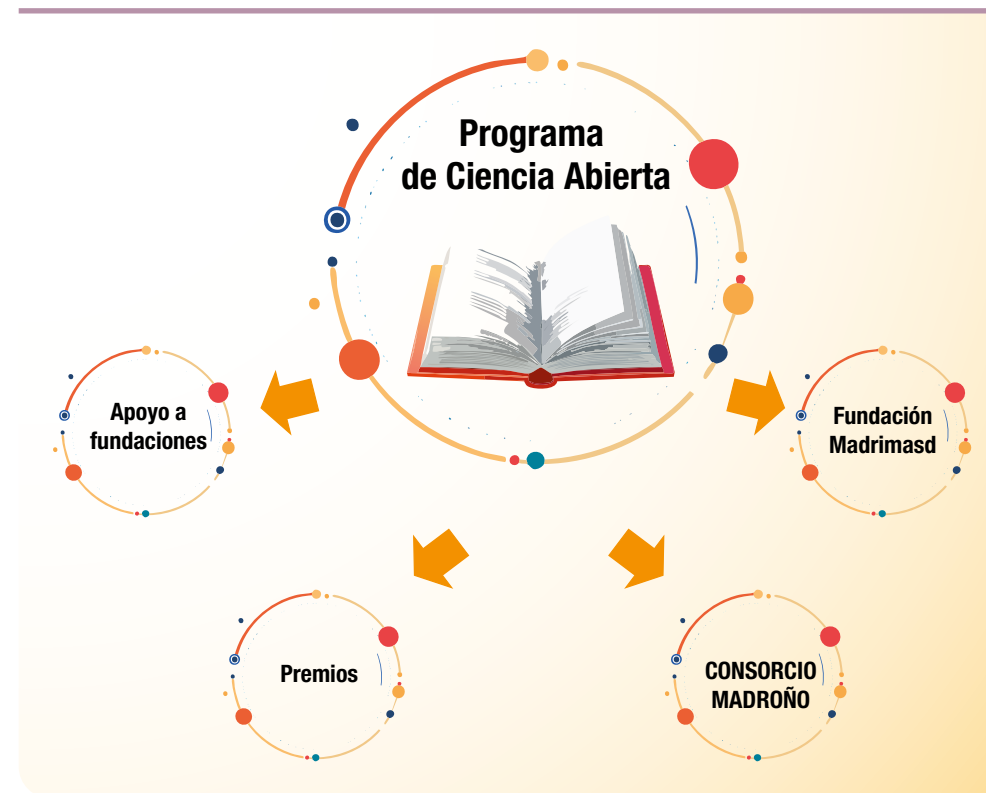 Programa
de Ciencia Abierta
Apoyo a
fundaciones
Fundación
Madrimasd
Premios
CONSORCIO
MADROÑO